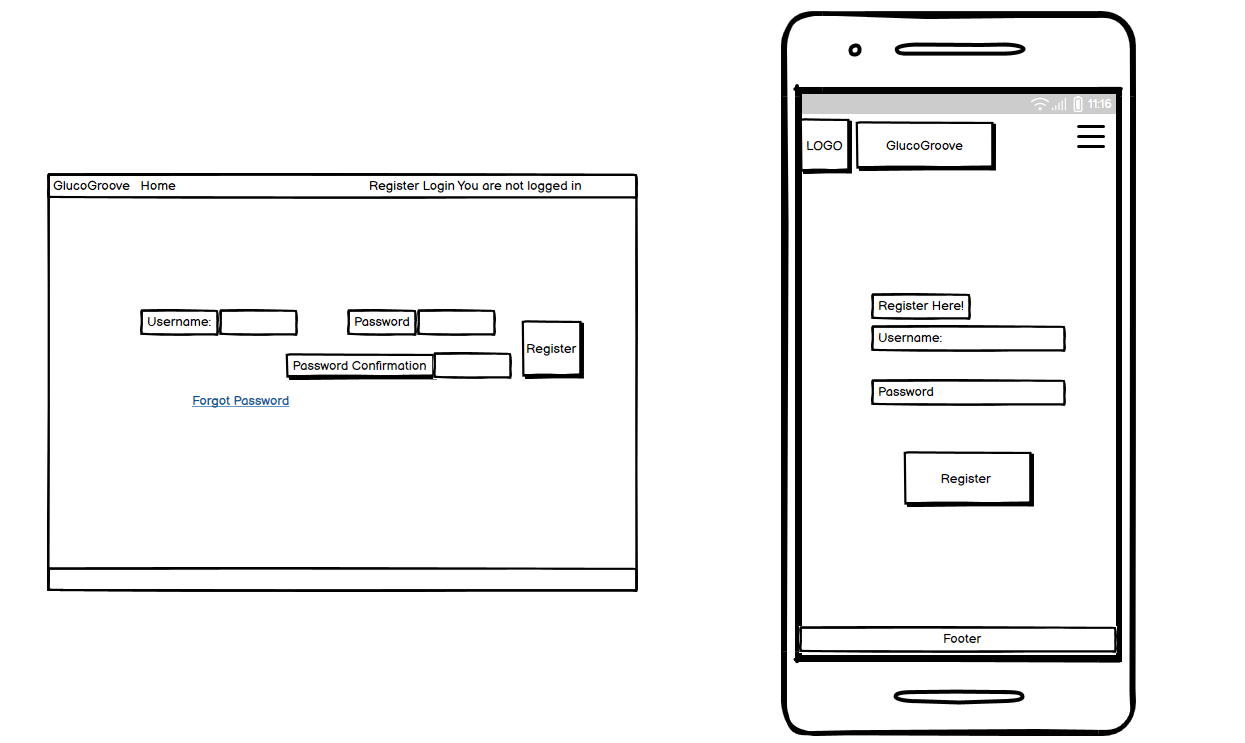 GlucoGroove Home Register Login You are not logged in
Username: Password
Password Confirmation
Register
Forgot Password
11:16
LOGO GlucoGroove
Register Here!
Username:
Password
Register
Footer